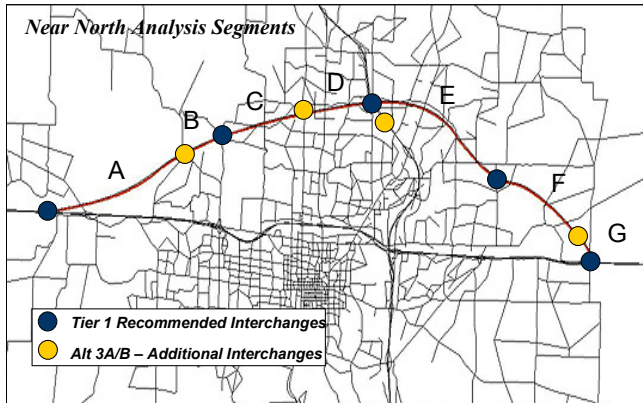 Near North Analysis Segments
A
B
C
D
E
F
G
Tier 1 Recommended Interchanges
Alt 3A/B – Additional Interchanges